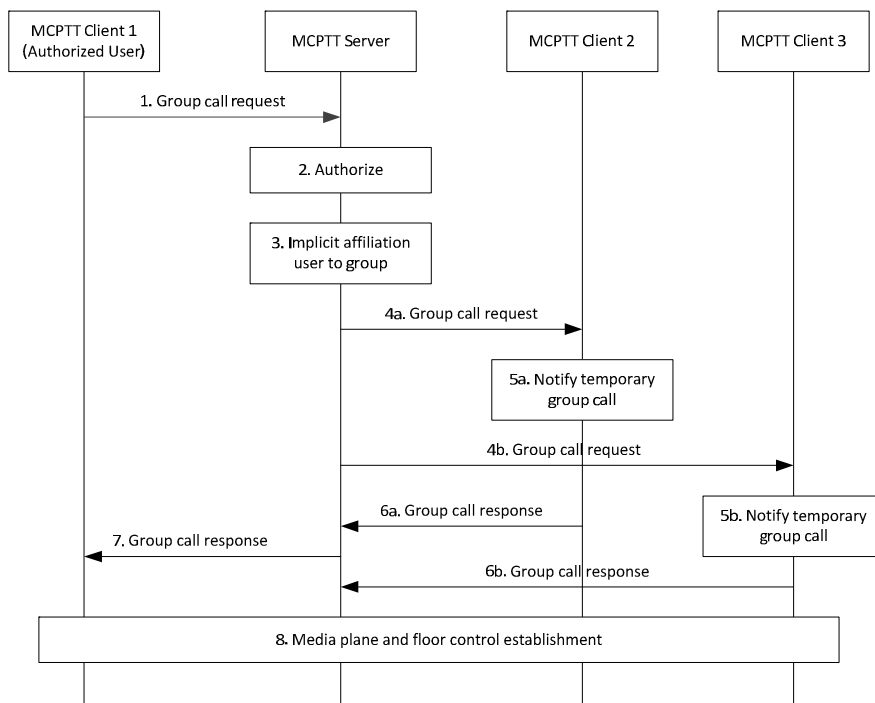 MCPTT Client 1
(Authorized User)
MCPTT Server
MCPTT Client 2
MCPTT Client 3
1. Group call request
2. Authorize
3. Implicit affiliation
user to group
4a. Group call request
5a. Notify temporary
group call
4b. Group call request
6a. Group call response
5b. Notify temporary
group call
7. Group call response
6b. Group call response
8. Media plane and floor control establishment